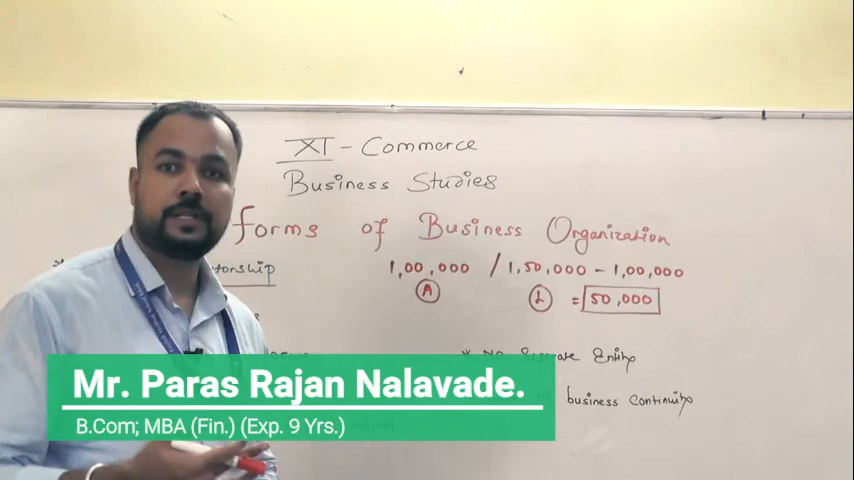 XI - Commerce
Business Studies
forms of Business Organization
1,00,000 / 1,50,000 - 1,00,000
A L = 50,000
* No Entity
business continuity
Mr. Paras Rajan Nalavade.
B.Com; MBA (Fin.) (Exp. 9 Yrs.)